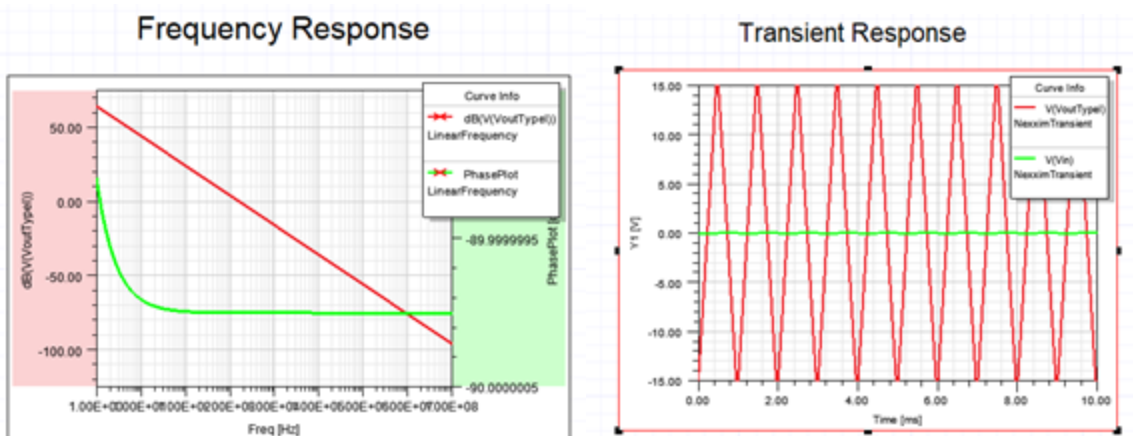 Frequency Response
Curve Info
dB(V(VoutTypeI))
LinearFrequency
PhasePlot
LinearFrequency
50.00
0.00
-50.00
-100.00
dB(V(VoutTypeI))
-89.9999995
-90.0000005
Freq [Hz]
Transient Response
Curve Info
V(VoutTypeI)
NexximTransient
V(Vin)
NexximTransient
15.00
10.00
5.00
0.00
-5.00
-10.00
-15.00
Y1 [V]
0.00 2.00 4.00 6.00 8.00 10.00
Time [ms]